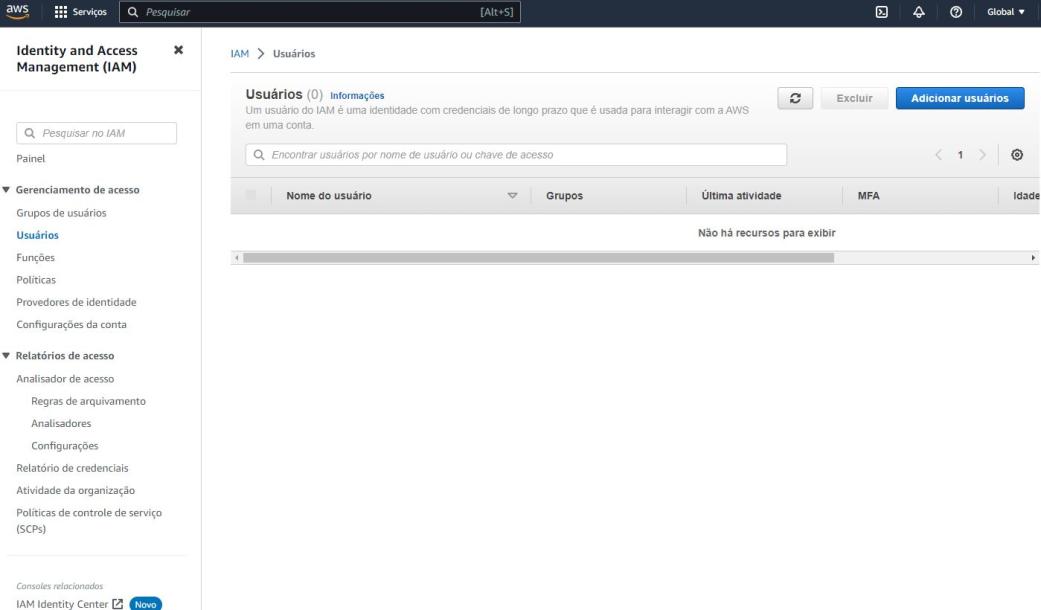 aws
Serviços
Pesquisar
[Alt+S]
Global
Identity and Access
Management (IAM)
Pesquisar no IAM
Painel
Gerenciamento de acesso
Grupos de usuários
Usuários
Funções
Políticas
Provedores de identidade
Configurações da conta
Relatórios de acesso
Analisador de acesso
Regras de arquivamento
Analisadores
Configurações
Relatório de credenciais
Atividade da organização
Políticas de controle de serviço
(SCPs)
Consoles relacionados
IAM Identity Center Novo
IAM > Usuários
Usuários (0) Informações
Um usuário do IAM é uma identidade com credenciais de longo prazo que é usada para interagir com a AWS
em uma conta.
Excluir
Adicionar usuários
Encontrar usuários por nome de usuário ou chave de acesso
1
Nome do usuário
Grupos
Última atividade
MFA
Idade
Não há recursos para exibir